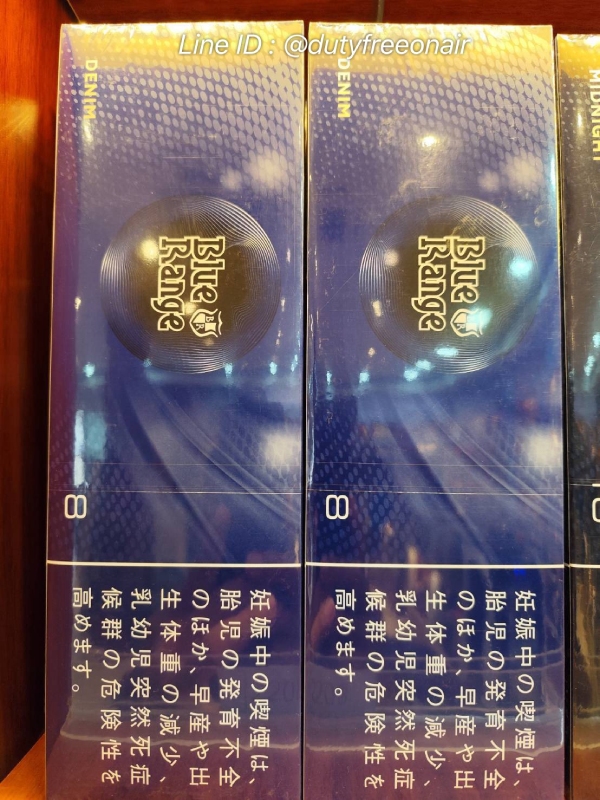 Line ID : @dutyfreeonair
DENIM
Blue
Range
BR
8
妊娠中の喫煙は、
胎児の発育不全
のほか、早産や出
生体重の減少、
乳幼児突然死症
候群の危険性を
高めます。
DENIM
Blue
Range
BR
8
妊娠中の喫煙は、
胎児の発育不全
のほか、早産や出
生体重の減少、
乳幼児突然死症
候群の危険性を
高めます。
MIDNIGHT